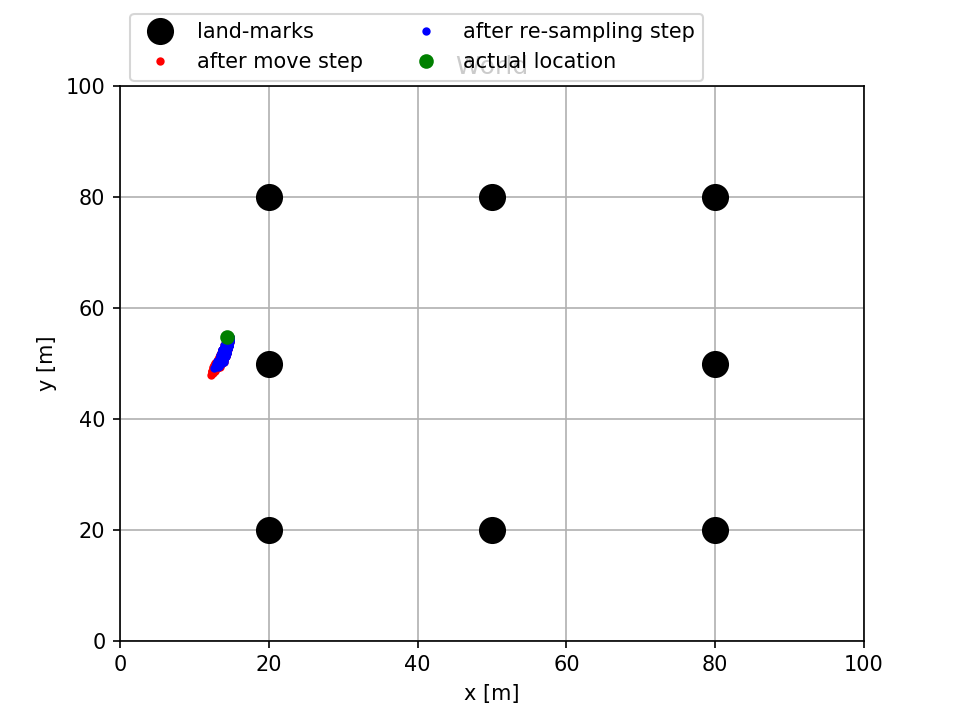 land-marks
after move step
after re-sampling step
actual location
World
100
80
60
40
20
0
y [m]
0 20 40 60 80 100
x [m]